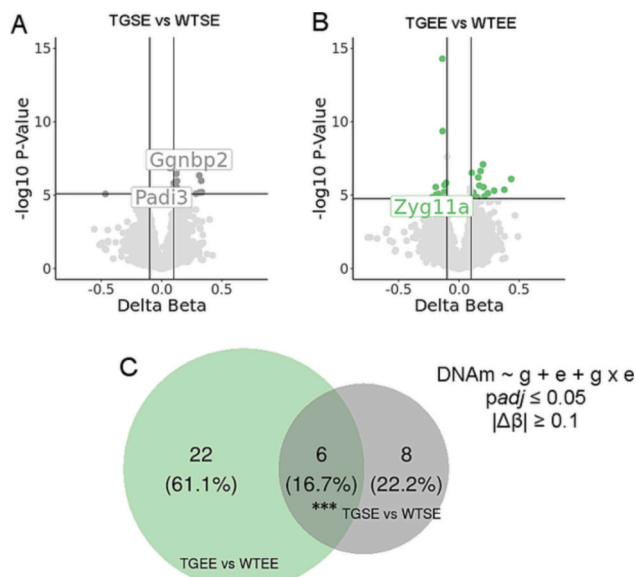 A
TGSE vs WTSE
15
10
5
0
-log10 P-Value
Ggnbp2
Padi3
-0.5 0.0 0.5
Delta Beta
B
TGEE vs WTEE
15
10
5
0
-log10 P-Value
Zyg11a
-0.5 0.0 0.5
Delta Beta
C
DNAm ~ g + e + g x e
padj ≤ 0.05
|Δβ| ≥ 0.1
22
(61.1%)
6
(16.7%)
***
8
(22.2%)
TGSE vs WTSE
TGEE vs WTEE